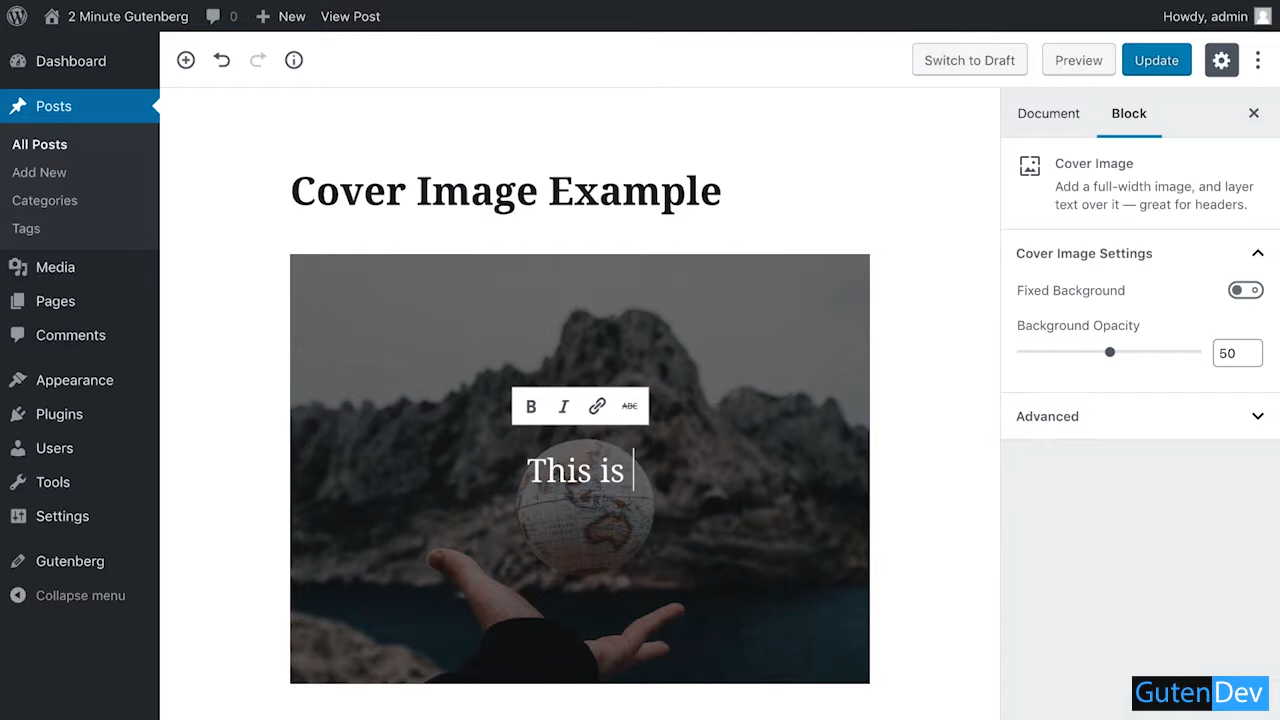 2 Minute Gutenberg 0 New View Post Howdy, admin
Dashboard
Posts
All Posts
Add New
Categories
Tags
Media
Pages
Comments
Appearance
Plugins
Users
Tools
Settings
Gutenberg
Collapse menu
Switch to Draft Preview Update
Cover Image Example
B I ABC
This is
Document Block
Cover Image
Add a full-width image, and layer
text over it — great for headers.
Cover Image Settings
Fixed Background
Background Opacity
50
Advanced
GutenDev